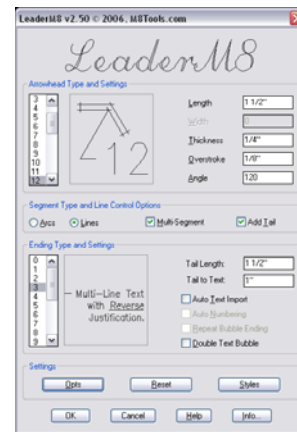 LeaderM8 v2.50 © 2006, M8Tools.com
LeaderM8
Arrowhead Type and Settings
3
4
5
6
7
8
9
10
11
12
12
Length 1 1/2"
Width 0
Thickness 1/4"
Overstroke 1/8"
Angle 120
Segment Type and Line Control Options
Arcs Lines Multi-Segment Add Tail
Ending Type and Settings
0
1
2
3
4
5
6
7
8
9
Multi-Line Text
with Reverse
Justification.
Tail Length: 1 1/2"
Tail to Text: 1"
Auto Text Import
Auto Numbering
Repeat Bubble Ending
Double Text Bubble
Settings
Opts Reset Styles
OK Cancel Help Info...